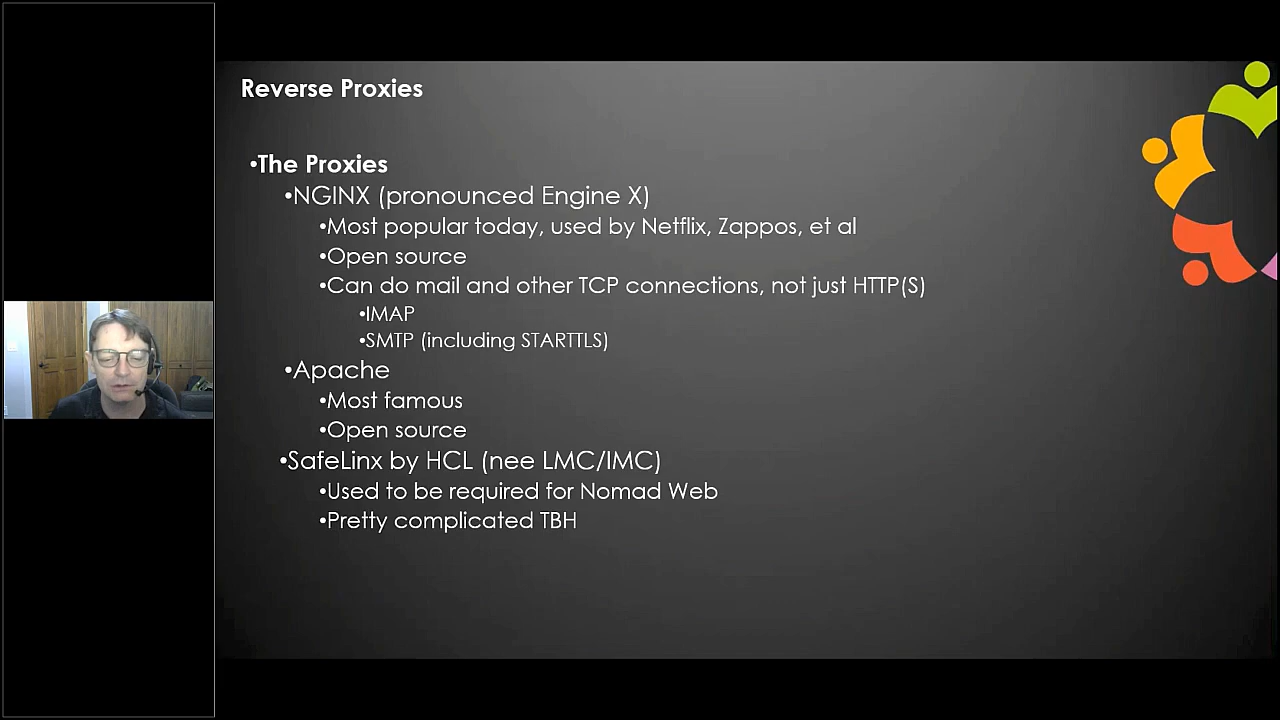 Reverse Proxies
•The Proxies
•NGINX (pronounced Engine X)
•Most popular today, used by Netflix, Zappos, et al
•Open source
•Can do mail and other TCP connections, not just HTTP(S)
•IMAP
•SMTP (including STARTTLS)
•Apache
•Most famous
•Open source
•SafeLinx by HCL (nee LMC/IMC)
•Used to be required for Nomad Web
•Pretty complicated TBH